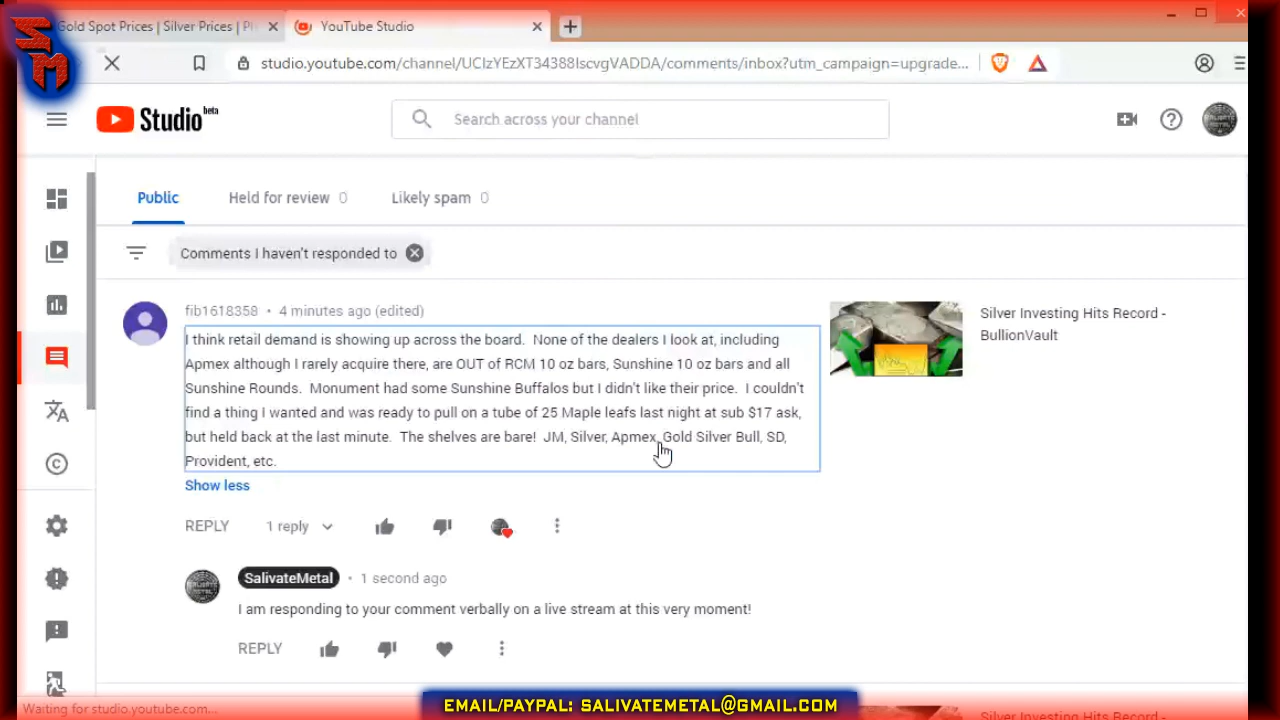 SM
Gold Spot Prices | Silver Prices | Pl
YouTube Studio
studio.youtube.com/channel/UCIzYEzXT34388IscvgVADDA/comments/inbox?utm_campaign=upgrade...
Studio beta
Search across your channel
Public
Held for review 0
Likely spam 0
Comments I haven't responded to
fib1618358 • 4 minutes ago (edited)
I think retail demand is showing up across the board. None of the dealers I look at, including
Apmex although I rarely acquire there, are OUT of RCM 10 oz bars, Sunshine 10 oz bars and all
Sunshine Rounds. Monument had some Sunshine Buffalos but I didn't like their price. I couldn't
find a thing I wanted and was ready to pull on a tube of 25 Maple leafs last night at sub $17 ask,
but held back at the last minute. The shelves are bare! JM, Silver, Apmex, Gold Silver Bull, SD,
Provident, etc.
Show less
REPLY 1 reply
Silver Investing Hits Record -
BullionVault
SalivateMetal • 1 second ago
I am responding to your comment verbally on a live stream at this very moment!
REPLY
Silver Investing Hits Record -
Waiting for studio.youtube.com...
EMAIL/PAYPAL: SALIVATEMETAL@GMAIL.COM